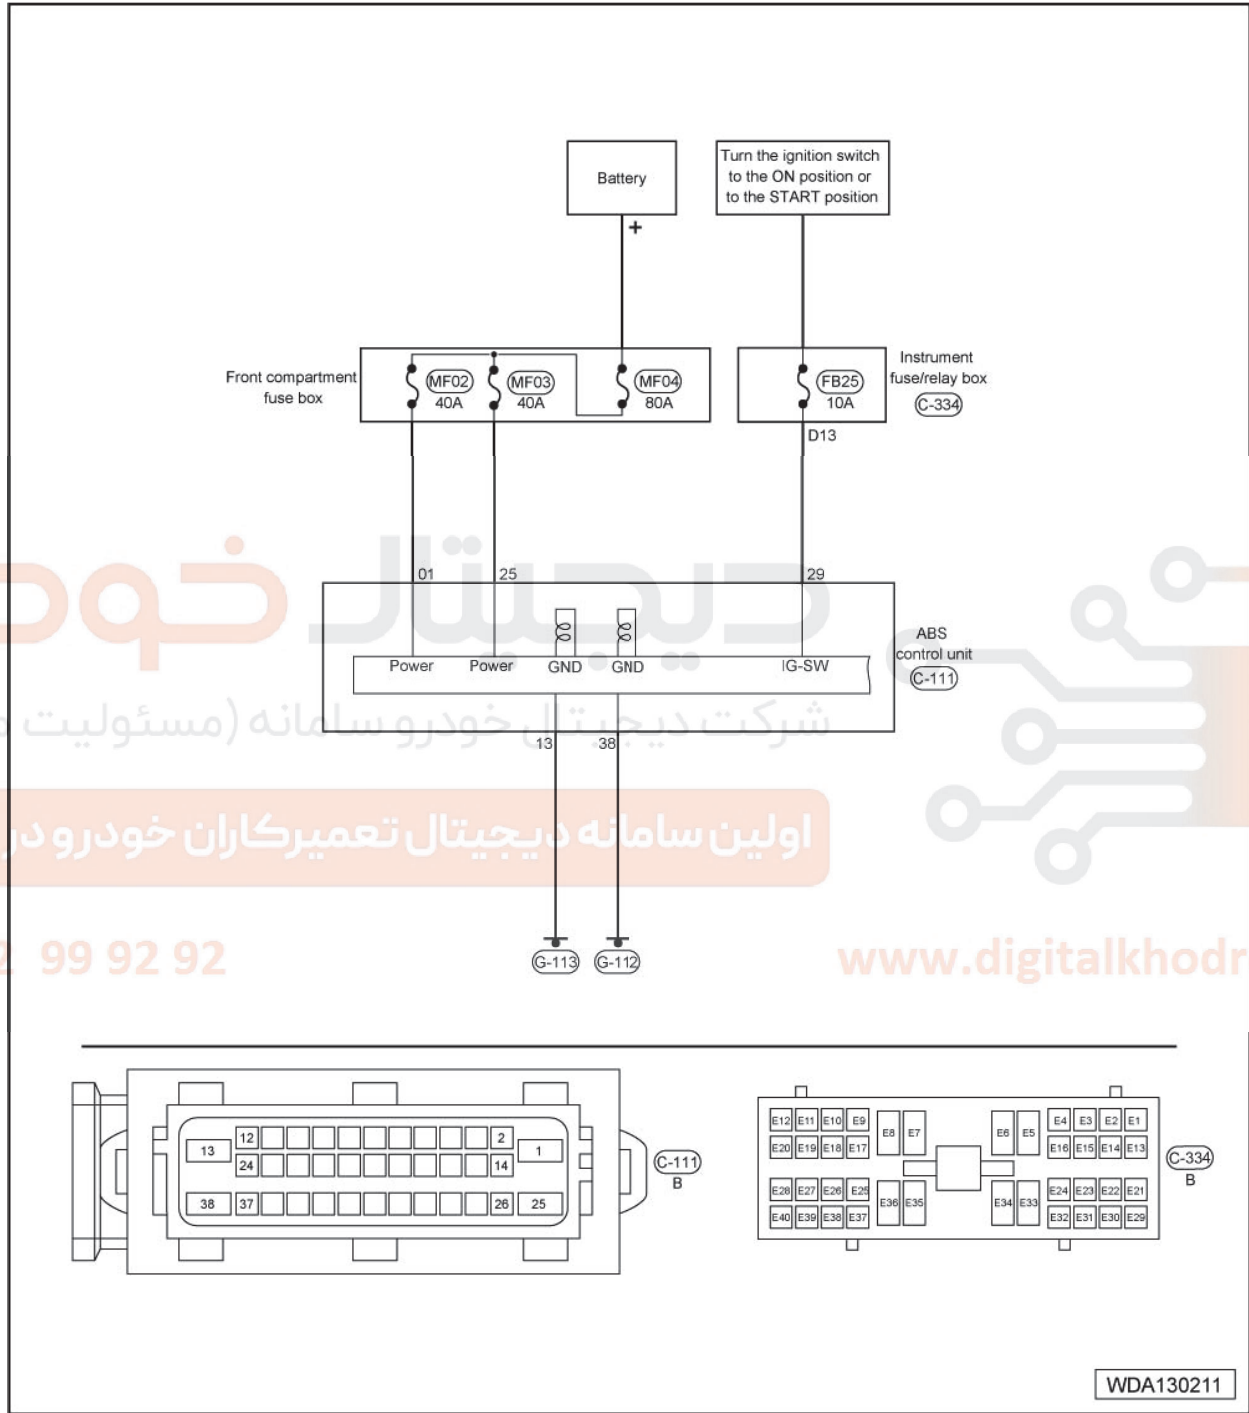 Battery
Turn the ignition switch
to the ON position or
to the START position
+
Front compartment
fuse box
MF02
40A
MF03
40A
MF04
80A
FB25
10A
Instrument
fuse/relay box
C-334
D13
01
25
29
دیجیتال خودر
Power
Power
GND
GND
IG-SW
ABS
control unit
C-111
شرکت دیجیتال خودرو سامانه (مسئولیت
13
38
اولین سامانه دیجیتال تعمیرکاران خودرو در
2 99 92 92
G-113
G-112
www.digitalkhodr
13
12
2
1
24
14
38
37
26
25
C-111
B
E12 E11 E10 E9 E8 E7 E6 E5 E4 E3 E2 E1
E20 E19 E18 E17 E16 E15 E14 E13
E28 E27 E26 E25 E36 E35 E34 E33 E24 E23 E22 E21
E40 E39 E38 E37 E32 E31 E30 E29
C-334
B
WDA130211